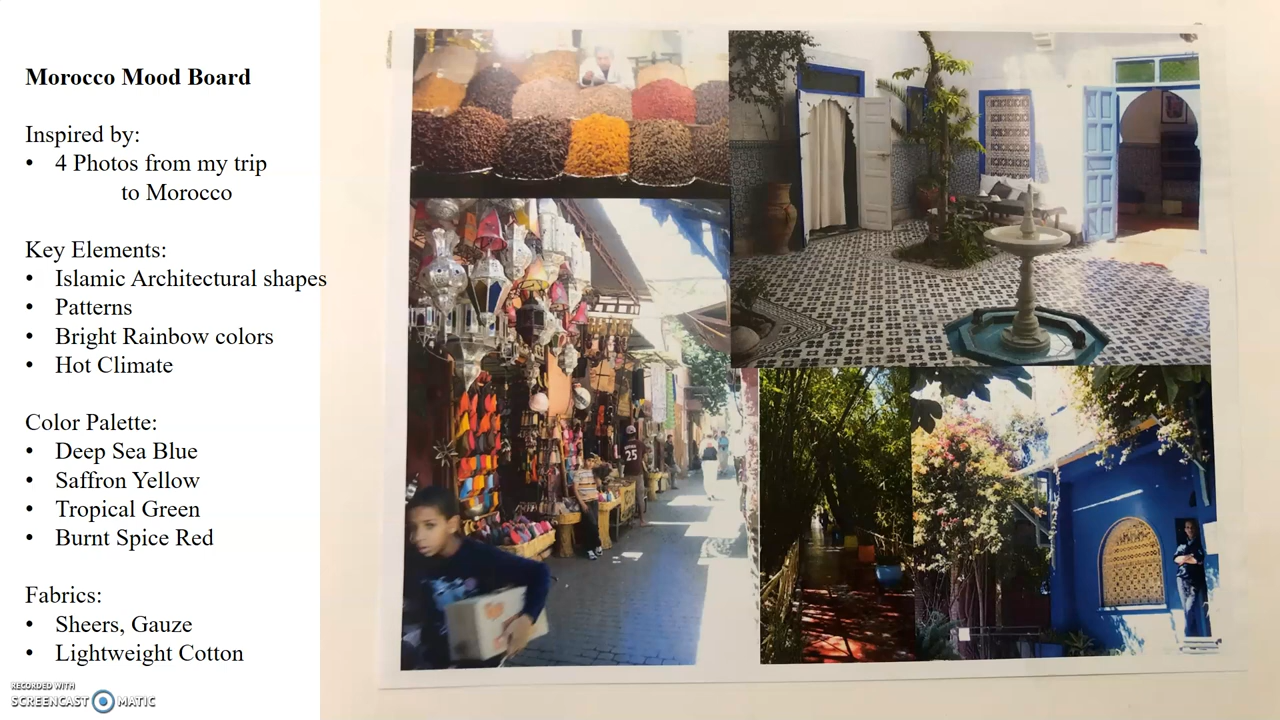 Morocco Mood Board
Inspired by:
• 4 Photos from my trip
to Morocco
Key Elements:
• Islamic Architectural shapes
• Patterns
• Bright Rainbow colors
• Hot Climate
Color Palette:
• Deep Sea Blue
• Saffron Yellow
• Tropical Green
• Burnt Spice Red
Fabrics:
• Sheers, Gauze
• Lightweight Cotton
RECORDED WITH
SCREENCAST MATIC
25